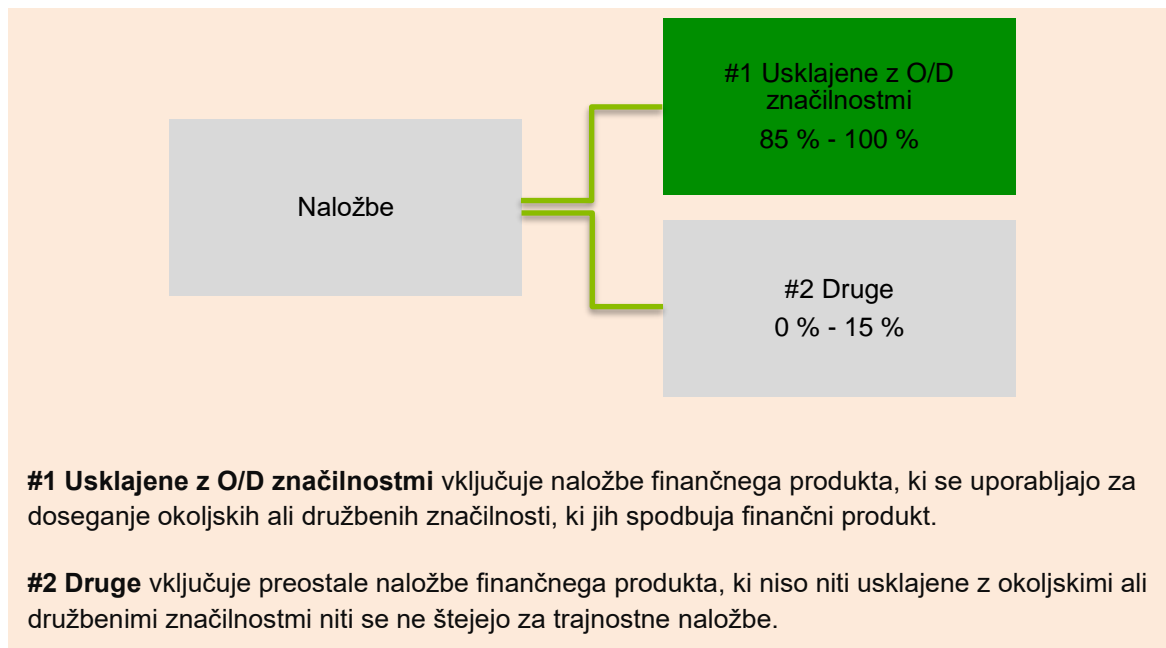 #1 Usklajene z O/D
značilnostmi
85 % - 100 %
Naložbe
#2 Druge
0 % - 15 %
#1 Usklajene z O/D značilnostmi vključuje naložbe finančnega produkta, ki se uporabljajo za
doseganje okoljskih ali družbenih značilnosti, ki jih spodbuja finančni produkt.
#2 Druge vključuje preostale naložbe finančnega produkta, ki niso niti usklajene z okoljskimi ali
družbenimi značilnostmi niti se ne štejejo za trajnostne naložbe.